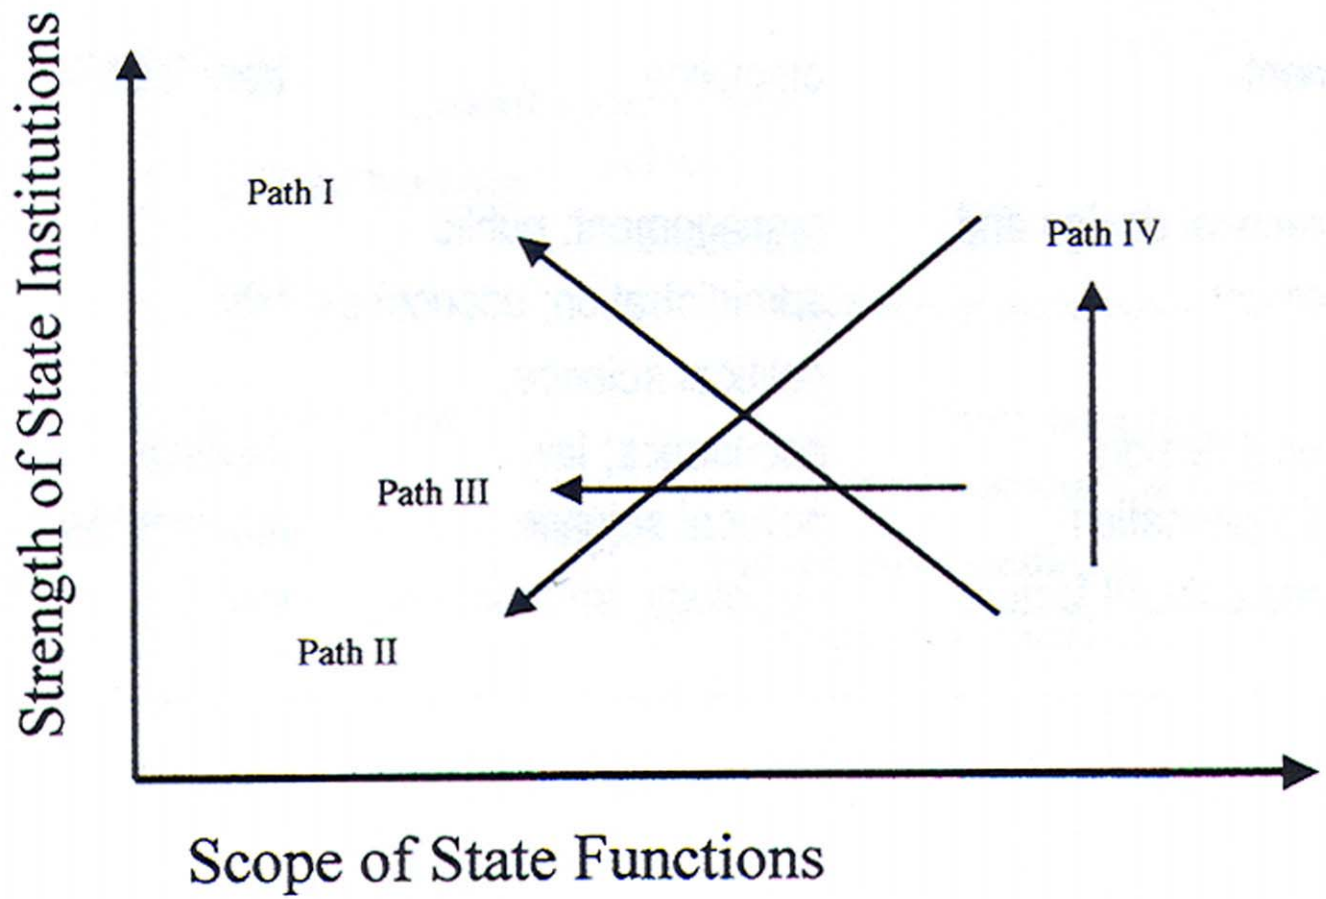 Strength of State Institutions
Path I
Path IV
Path III
Path II
Scope of State Functions